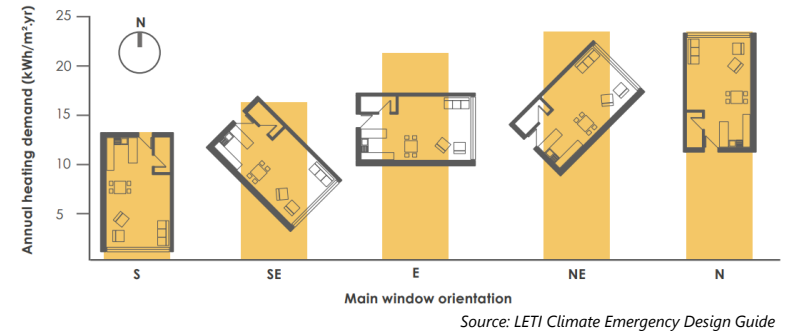 Annual heating demand (kWh/m².yr)
25
20
15
10
5
N
S
SE
E
NE
N
Main window orientation
Source: LETI Climate Emergency Design Guide